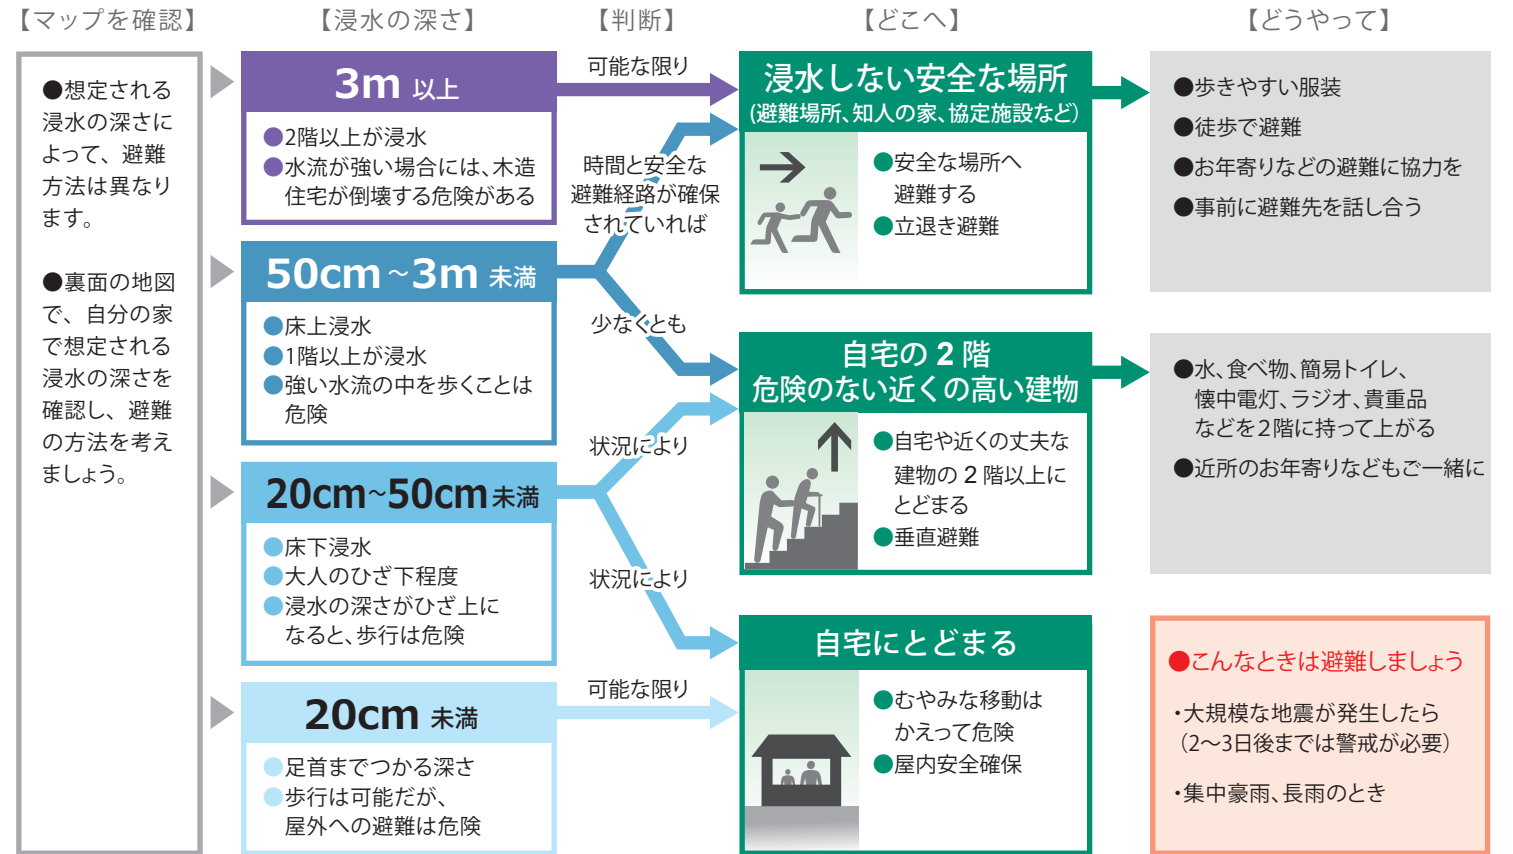 【マップを確認】
【浸水の深さ】
【判断】
【どこへ】
【どうやって】
●想定される
浸水の深さに
よって、避難
方法は異なり
ます。
●裏面の地図
で、自分の家
で想定される
浸水の深さを
確認し、避難
の方法を考え
ましょう。
3m 以上
●2階以上が浸水
●水流が強い場合には、木造
住宅が倒壊する危険がある
50cm～3m 未満
●床上浸水
●1階以上が浸水
●強い水流の中を歩くことは
危険
20cm～50cm未満
●床下浸水
●大人のひざ下程度
●浸水の深さがひざ上に
なると、歩行は危険
20cm 未満
●足首までつかる深さ
●歩行は可能だが、
屋外への避難は危険
可能な限り
時間と安全な
避難経路が確保
されていれば
少なくとも
状況により
状況により
可能な限り
浸水しない安全な場所
(避難場所、知人の家、協定施設など)
●安全な場所へ
避難する
●立退き避難
自宅の 2 階
危険のない近くの高い建物
●自宅や近くの丈夫な
建物の 2 階以上に
とどまる
●垂直避難
自宅にとどまる
●むやみな移動は
かえって危険
●屋内安全確保
●歩きやすい服装
●徒歩で避難
●お年寄りなどの避難に協力を
●事前に避難先を話し合う
●水、食べ物、簡易トイレ、
懐中電灯、ラジオ、貴重品
などを2階に持って上がる
●近所のお年寄りなどもご一緒に
●こんなときは避難しましょう
・大規模な地震が発生したら
（2～3日後までは警戒が必要）
・集中豪雨、長雨のとき